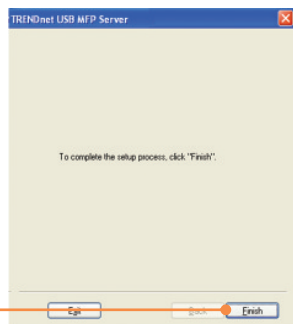 TRENDnet USB MFP Server
To complete the setup process, click "Finish".
Exit Back Finish